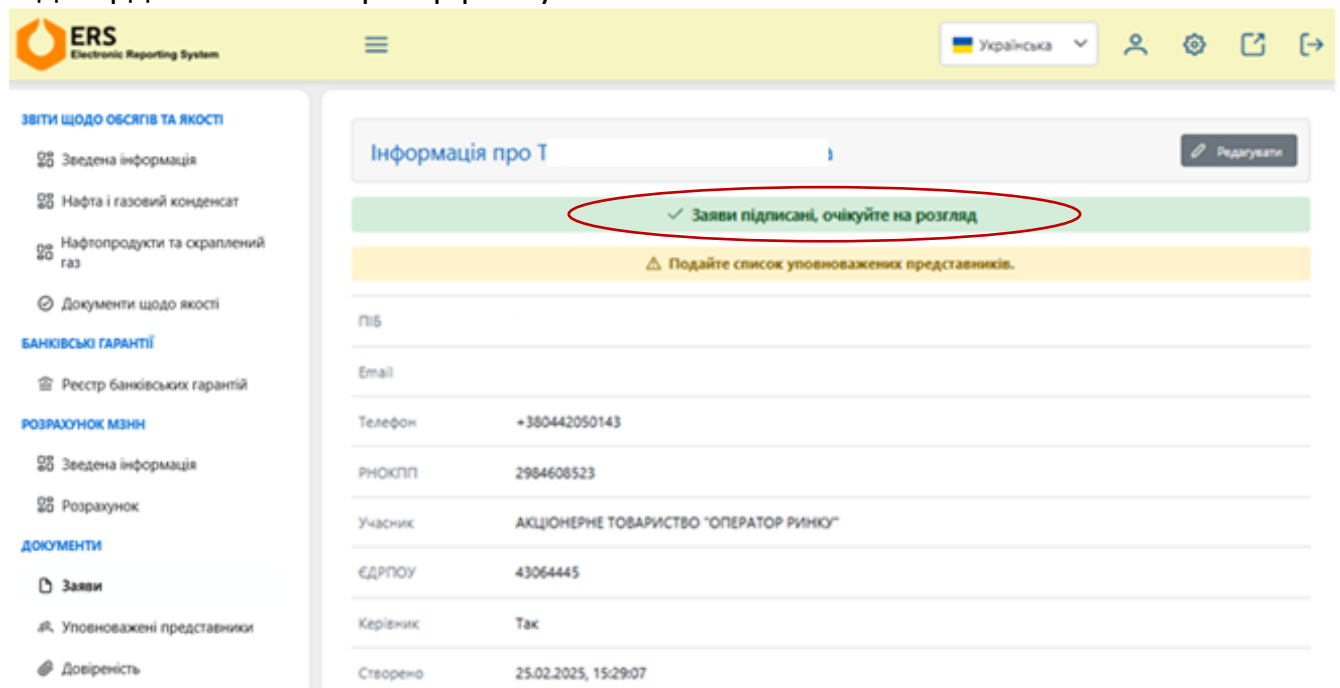 ERS
Electronic Reporting System
Українська
ЗВІТИ ЩОДО ОБСЯГІВ ТА ЯКОСТІ
Зведена інформація
Нафта і газовий конденсат
Нафтопродукти та скраплений
газ
Документи щодо якості
БАНКІВСЬКІ ГАРАНТІЇ
Реєстр банківських гарантій
РОЗРАХУНОК МЗНН
Зведена інформація
Розрахунок
ДОКУМЕНТИ
Заяви
Уповноважені представники
Довіреність
Інформація про Т
Редагувати
Заяви підписані, очікуйте на розгляд
Подайте список уповноважених представників.
ПІБ
Email
Телефон +380442050143
РНОКПП 2984608523
Учасник АКЦІОНЕРНЕ ТОВАРИСТВО "ОПЕРАТОР РИНКУ"
ЄДРПОУ 43064445
Керівник Так
Створено 25.02.2025, 15:29:07